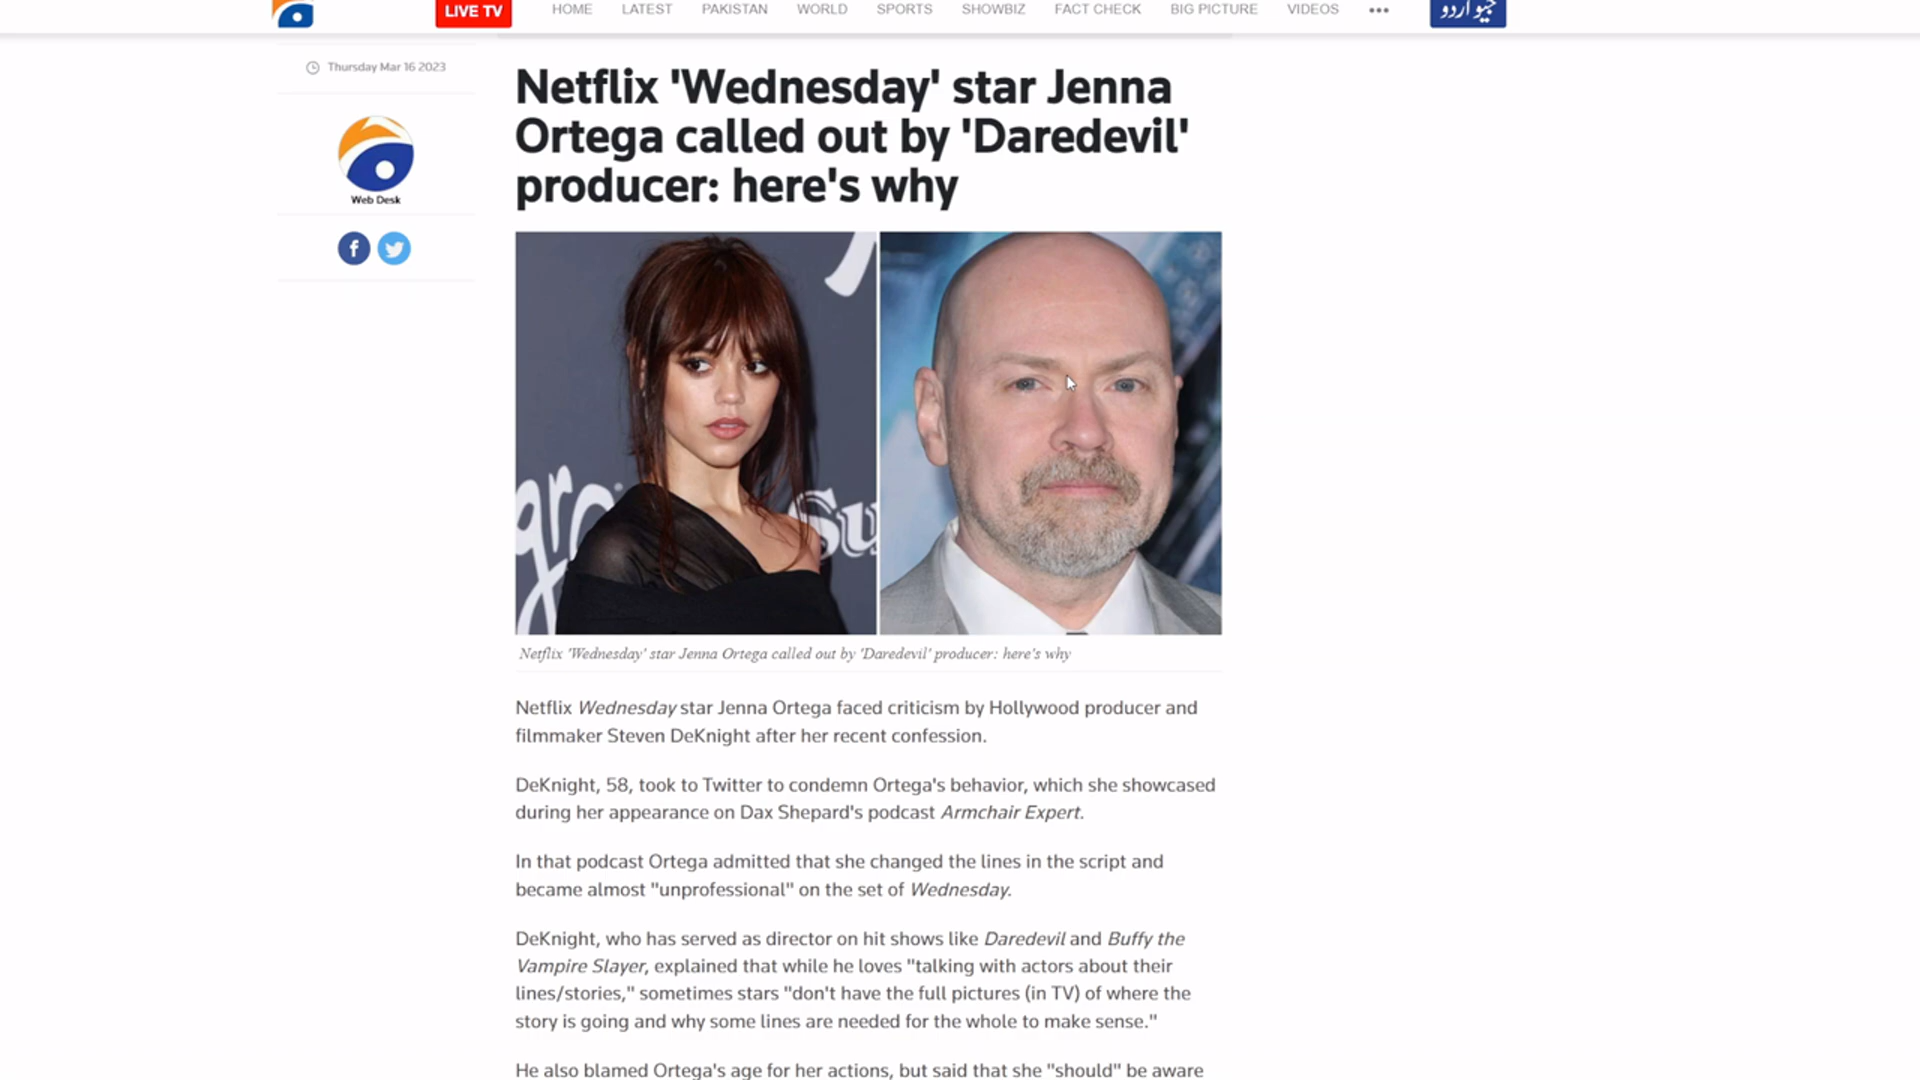 LIVE TV
HOME LATEST PAKISTAN WORLD SPORTS SHOWBIZ FACT CHECK BIG PICTURE VIDEOS
جیو اردو
Thursday Mar 16 2023
Web Desk
Netflix 'Wednesday' star Jenna
Ortega called out by 'Daredevil'
producer: here's why
Su
Netflix 'Wednesday' star Jenna Ortega called out by 'Daredevil' producer: here's why
Netflix Wednesday star Jenna Ortega faced criticism by Hollywood producer and
filmmaker Steven DeKnight after her recent confession.
DeKnight, 58, took to Twitter to condemn Ortega's behavior, which she showcased
during her appearance on Dax Shepard's podcast Armchair Expert.
In that podcast Ortega admitted that she changed the lines in the script and
became almost "unprofessional" on the set of Wednesday.
DeKnight, who has served as director on hit shows like Daredevil and Buffy the
Vampire Slayer, explained that while he loves "talking with actors about their
lines/stories," sometimes stars "don't have the full pictures (in TV) of where the
story is going and why some lines are needed for the whole to make sense."
He also blamed Ortega's age for her actions, but said that she "should" be aware